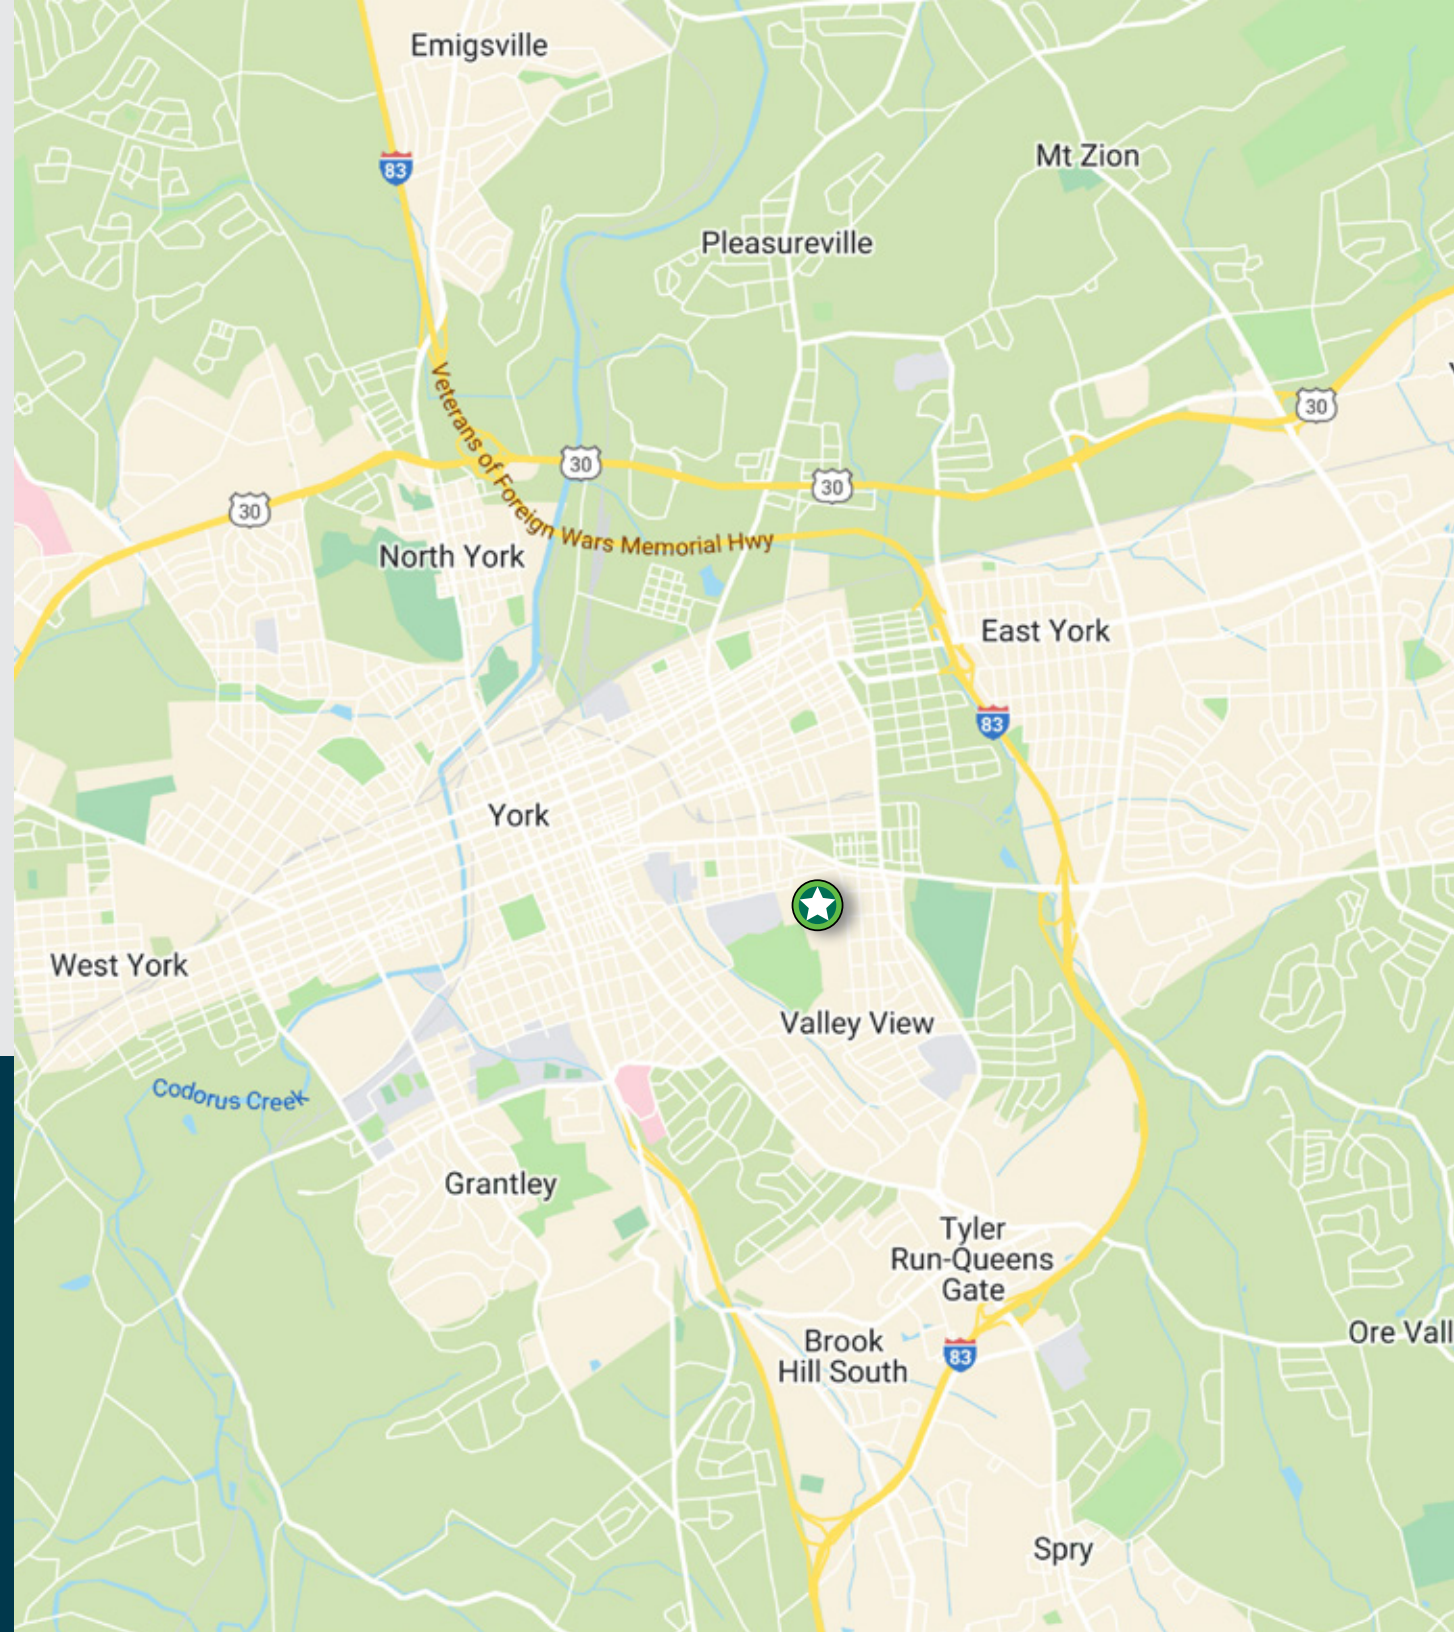 Emigsville
Mt Zion
83
Pleasureville
Veterans of Foreign Wars Memorial Hwy
30
30
30
30
North York
East York
83
York
West York
Valley View
Codorus Creek
Grantley
Tyler
Run-Queens
Gate
Ore Vall
Brook
Hill South
83
Spry